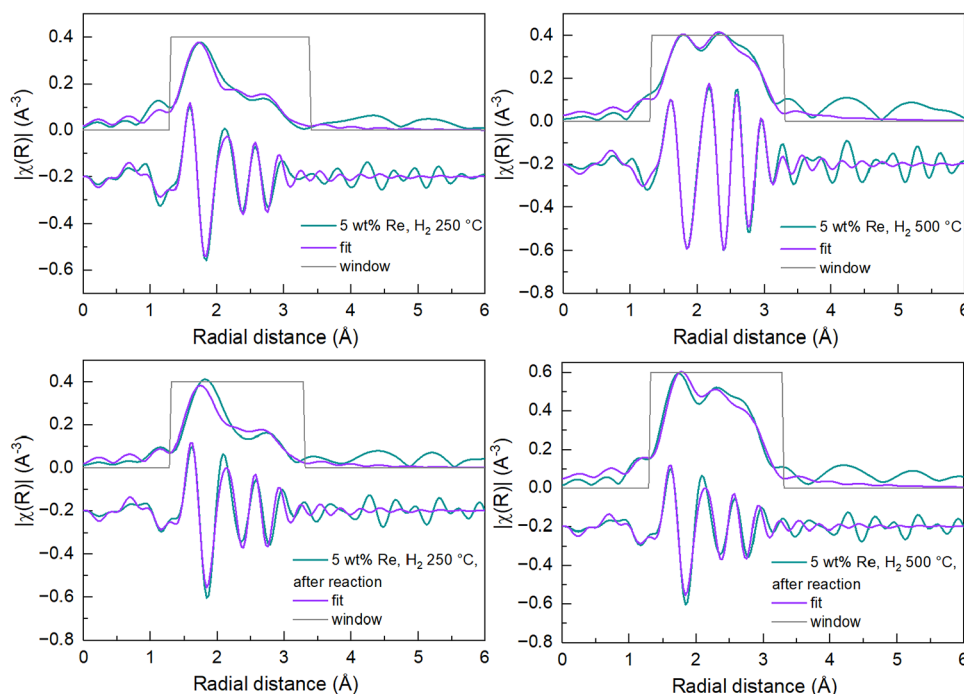 |χ(R)| (A⁻³)
0.4
0.2
0.0
−0.2
−0.4
−0.6
5 wt% Re, H₂ 250 °C
fit
window
0 1 2 3 4 5 6
Radial distance (Å)
|χ(R)| (A⁻³)
0.4
0.2
0.0
−0.2
−0.4
−0.6
−0.8
5 wt% Re, H₂ 500 °C
fit
window
0 1 2 3 4 5 6
Radial distance (Å)
|χ(R)| (A⁻³)
0.4
0.2
0.0
−0.2
−0.4
−0.6
−0.8
5 wt% Re, H₂ 250 °C,
after reaction
fit
window
0 1 2 3 4 5 6
Radial distance (Å)
|χ(R)| (A⁻³)
0.6
0.4
0.2
0.0
−0.2
−0.4
−0.6
−0.8
5 wt% Re, H₂ 500 °C,
after reaction
fit
window
0 1 2 3 4 5 6
Radial distance (Å)